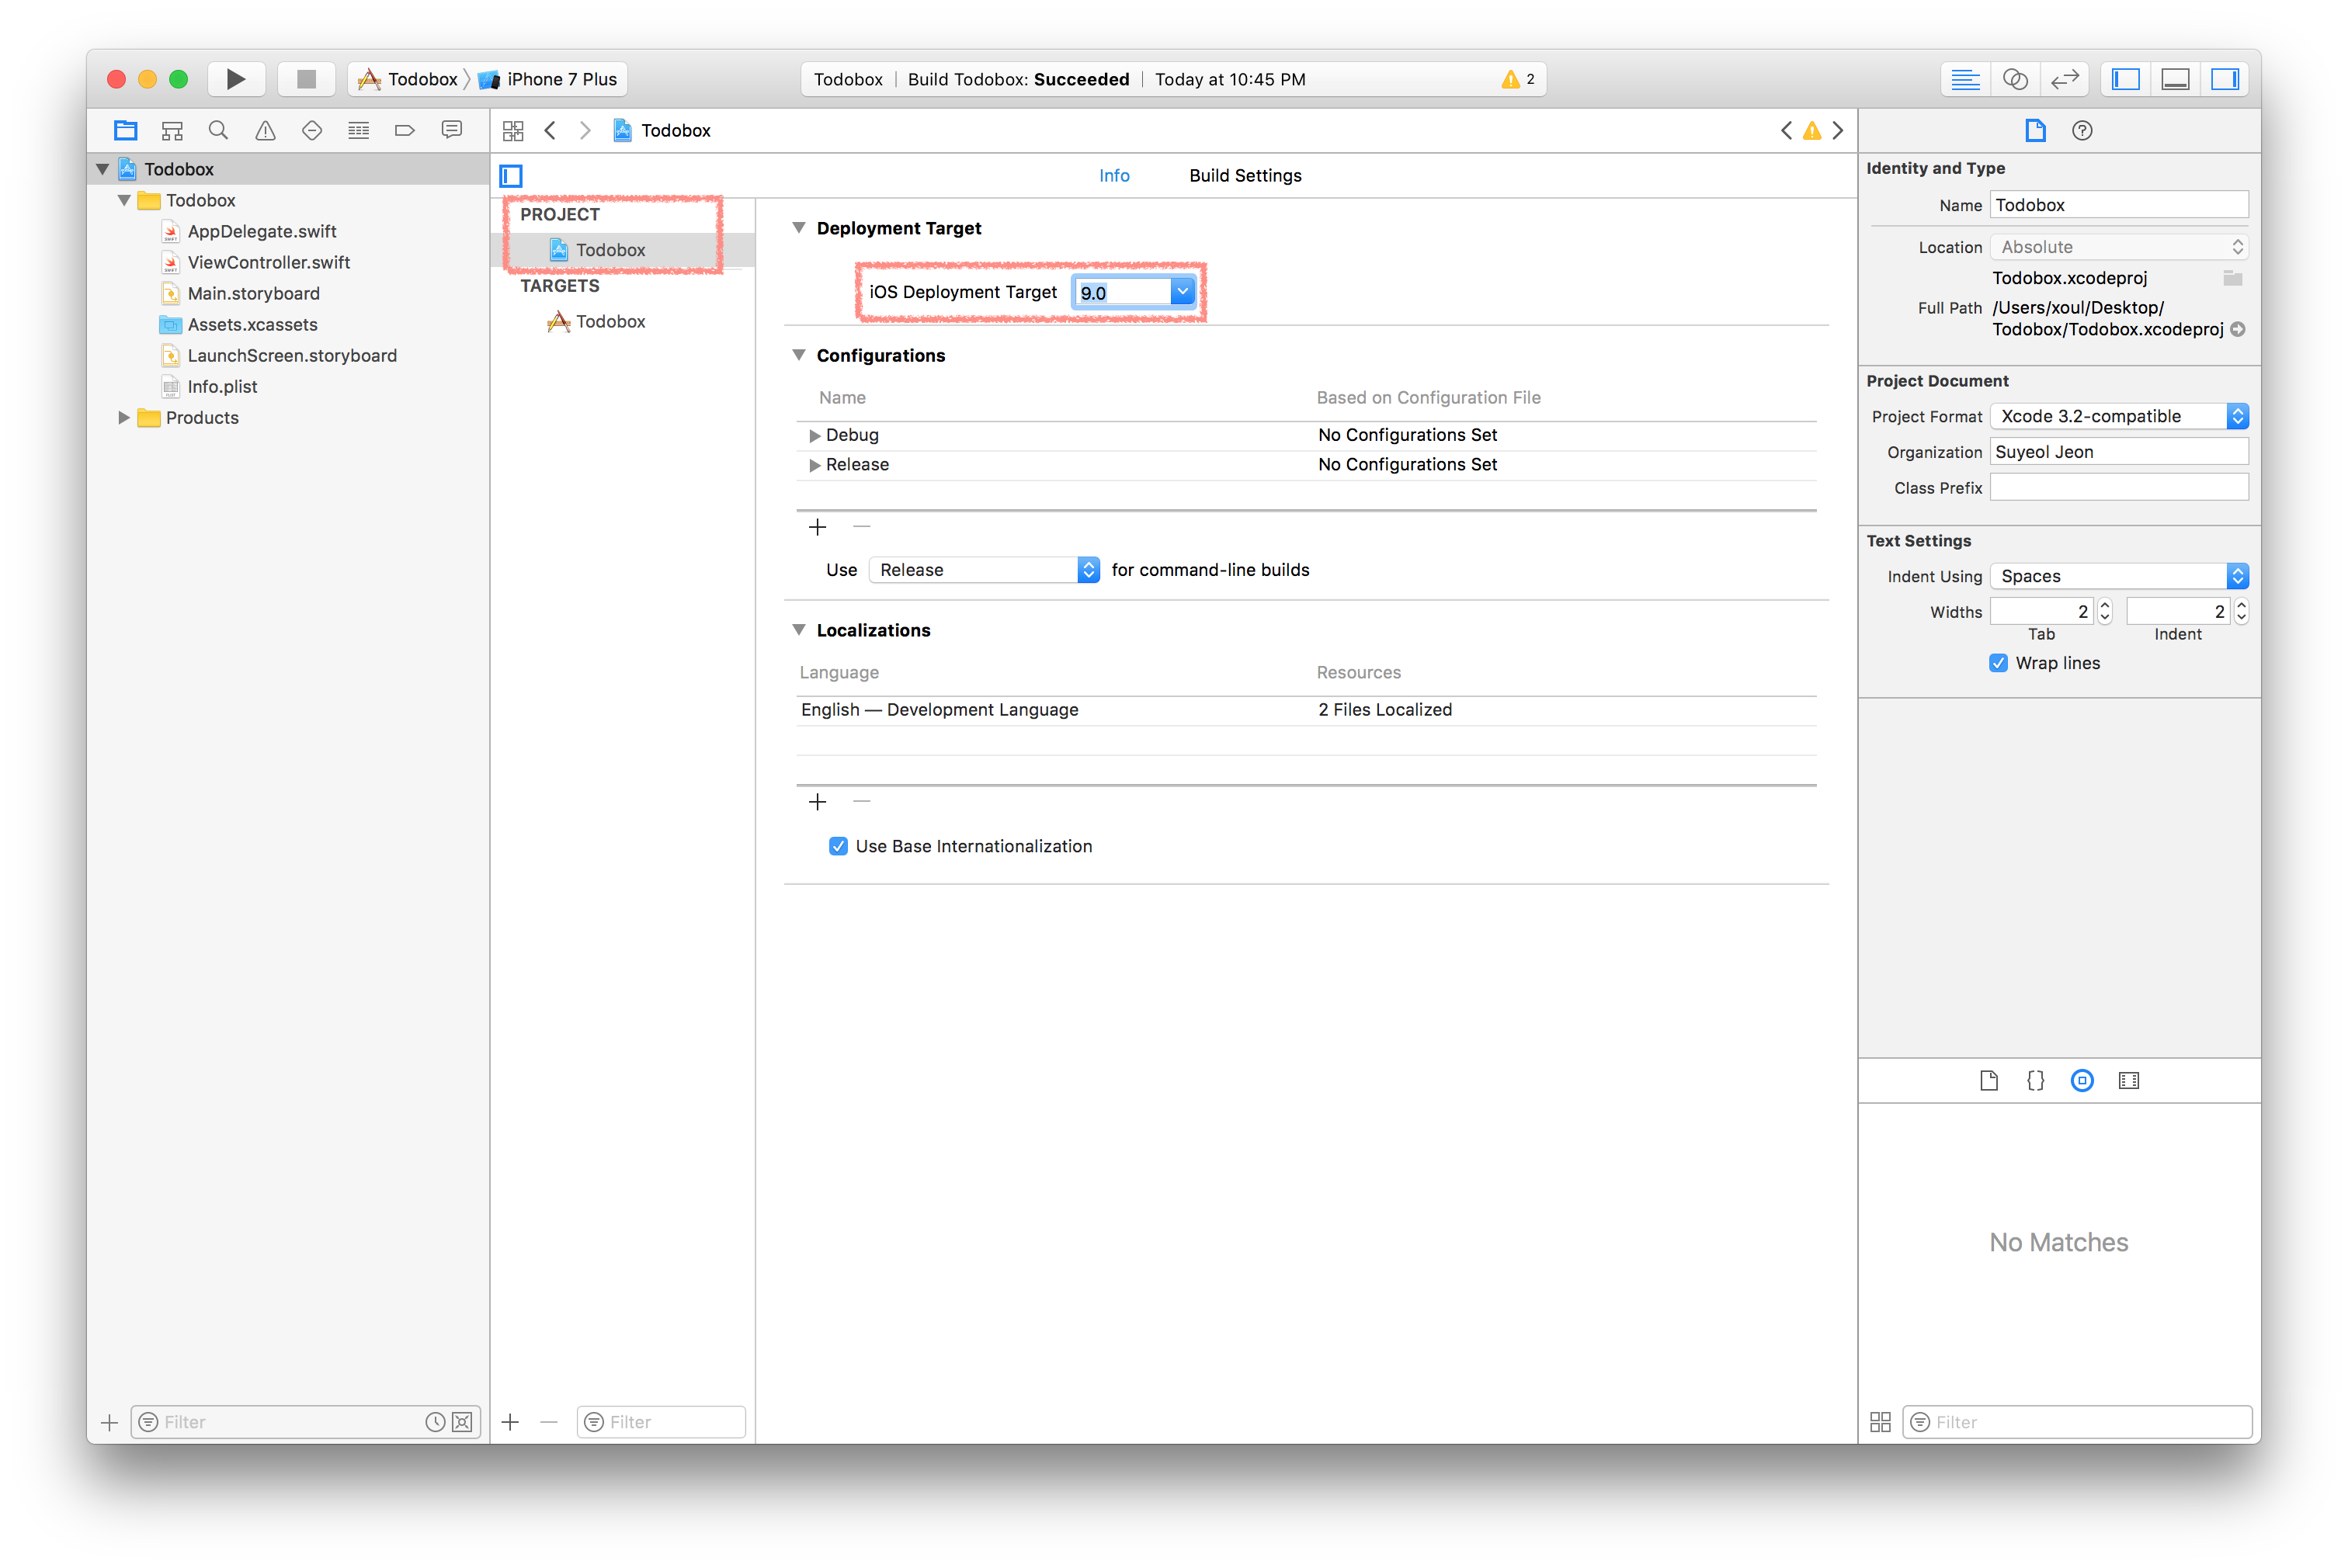 Todobox iPhone 7 Plus
Todobox Build Todobox: Succeeded Today at 10:45 PM 2
Todobox
Todobox
AppDelegate.swift
ViewController.swift
Main.storyboard
Assets.xcassets
LaunchScreen.storyboard
Info.plist
Products
Filter
Todobox
Info Build Settings
PROJECT
Todobox
TARGETS
Todobox
Filter
Deployment Target
iOS Deployment Target 9.0
Configurations
Name Based on Configuration File
Debug No Configurations Set
Release No Configurations Set
Use Release for command-line builds
Localizations
Language Resources
English — Development Language 2 Files Localized
Use Base Internationalization
Identity and Type
Name Todobox
Location Absolute
Todobox.xcodeproj
Full Path /Users/xoul/Desktop/
Todobox/Todobox.xcodeproj
Project Document
Project Format Xcode 3.2-compatible
Organization Suyeol Jeon
Class Prefix
Text Settings
Indent Using Spaces
Widths 2 2
Tab Indent
Wrap lines
No Matches
Filter